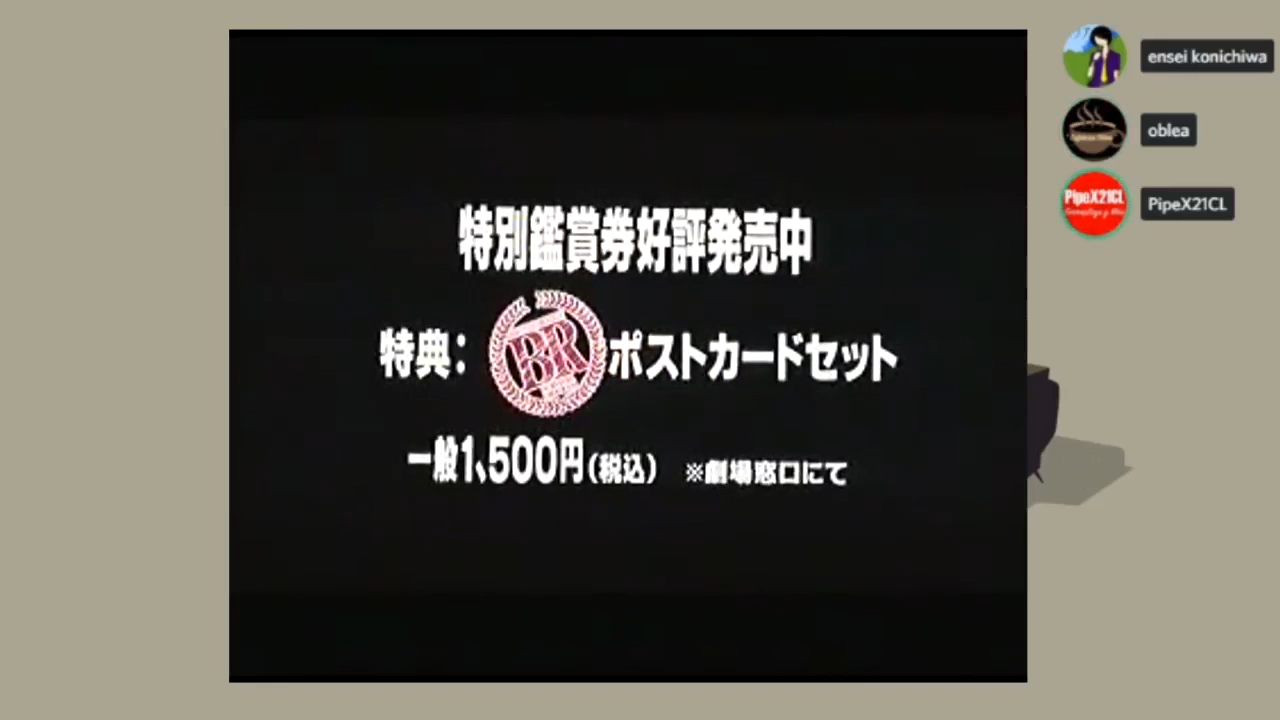 特別鑑賞券好評発売中
特典：BRポストカードセット
一般1,500円（税込） ※劇場窓口にて
ensei konichiwa
oblea
PipeX21CL
PipeX21CL